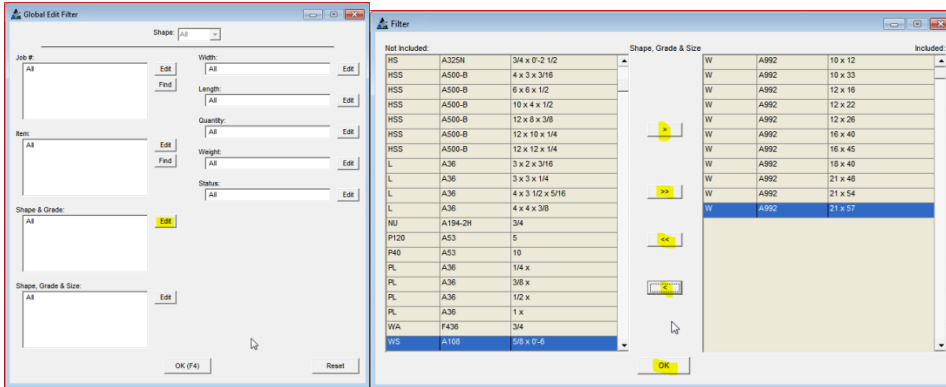 Global Edit Filter
Shape: All
Job #:
All
Edit
Find
Item:
All
Edit
Find
Shape & Grade:
All
Edit
Shape, Grade & Size:
All
Edit
Width:
All
Edit
Length:
All
Edit
Quantity:
All
Edit
Weight:
All
Edit
Status:
All
Edit
OK (F4)
Reset
Filter
Not Included:
HS A325N 3/4 x 0'-2 1/2
HSS A500-B 4 x 3 x 3/16
HSS A500-B 6 x 6 x 1/2
HSS A500-B 10 x 4 x 1/2
HSS A500-B 12 x 8 x 3/8
HSS A500-B 12 x 10 x 1/4
HSS A500-B 12 x 12 x 1/4
L A36 3 x 2 x 3/16
L A36 3 x 3 x 1/4
L A36 4 x 3 1/2 x 5/16
L A36 4 x 4 x 3/8
NU A194-2H 3/4
P120 A53 5
P40 A53 10
PL A36 1/4 x
PL A36 3/8 x
PL A36 1/2 x
PL A36 1 x
WA F436 3/4
WS A108 5/8 x 0'-6
Shape, Grade & Size
>
>>
<<
<
OK
Included:
W A992 10 x 12
W A992 10 x 33
W A992 12 x 16
W A992 12 x 22
W A992 12 x 26
W A992 16 x 40
W A992 16 x 45
W A992 18 x 40
W A992 21 x 48
W A992 21 x 54
W A992 21 x 57